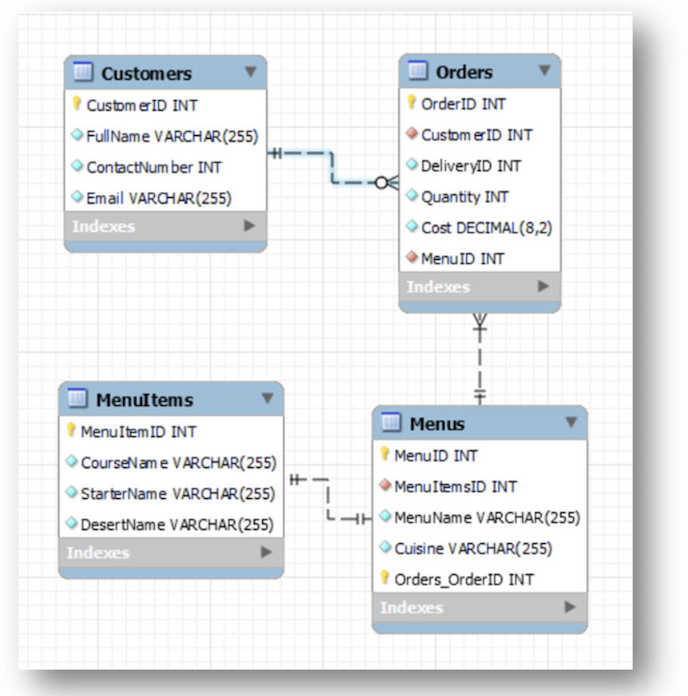 Customers
CustomerID INT
FullName VARCHAR(255)
ContactNumber INT
Email VARCHAR(255)
Indexes
Orders
OrderID INT
CustomerID INT
DeliveryID INT
Quantity INT
Cost DECIMAL(8,2)
MenuID INT
Indexes
MenuItems
MenuItemID INT
CourseName VARCHAR(255)
StarterName VARCHAR(255)
DesertName VARCHAR(255)
Indexes
Menus
MenuID INT
MenuItemsID INT
MenuName VARCHAR(255)
Cuisine VARCHAR(255)
Orders_OrderID INT
Indexes